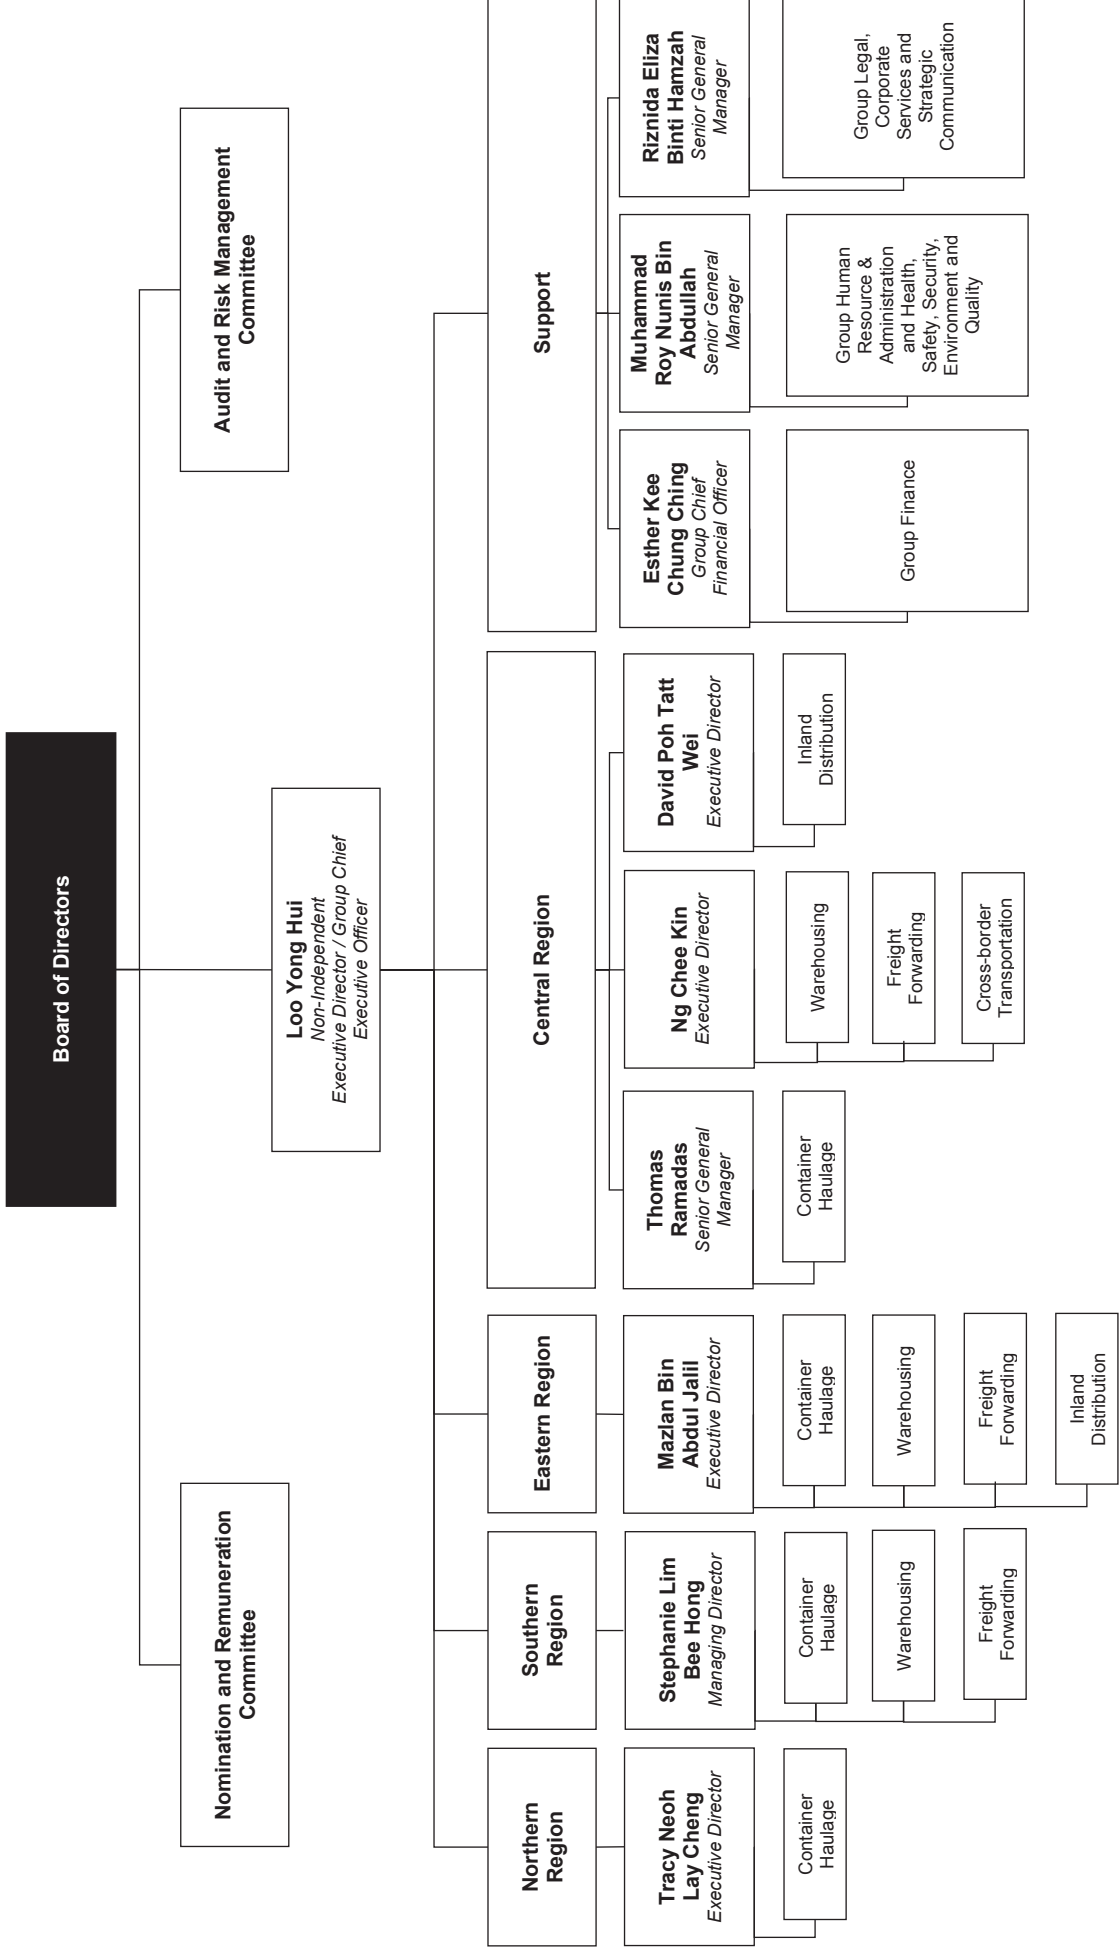 Board of Directors
Nomination and Remuneration
Committee
Audit and Risk Management
Committee
Loo Yong Hui
Non-Independent
Executive Director / Group Chief
Executive Officer
Northern
Region
Southern
Region
Eastern Region
Central Region
Support
Tracy Neoh
Lay Cheng
Executive Director
Stephanie Lim
Bee Hong
Managing Director
Mazlan Bin
Abdul Jalil
Executive Director
Thomas
Ramadas
Senior General
Manager
Ng Chee Kin
Executive Director
David Poh Tatt
Wei
Executive Director
Esther Kee
Chung Ching
Group Chief
Financial Officer
Muhammad
Roy Nunis Bin
Abdullah
Senior General
Manager
Riznida Eliza
Binti Hamzah
Senior General
Manager
Container
Haulage
Container
Haulage
Warehousing
Freight
Forwarding
Container
Haulage
Warehousing
Freight
Forwarding
Inland
Distribution
Container
Haulage
Warehousing
Freight
Forwarding
Cross-border
Transportation
Inland
Distribution
Group Finance
Group Human
Resource &
Administration
and Health,
Safety, Security,
Environment and
Quality
Group Legal,
Corporate
Services and
Strategic
Communication